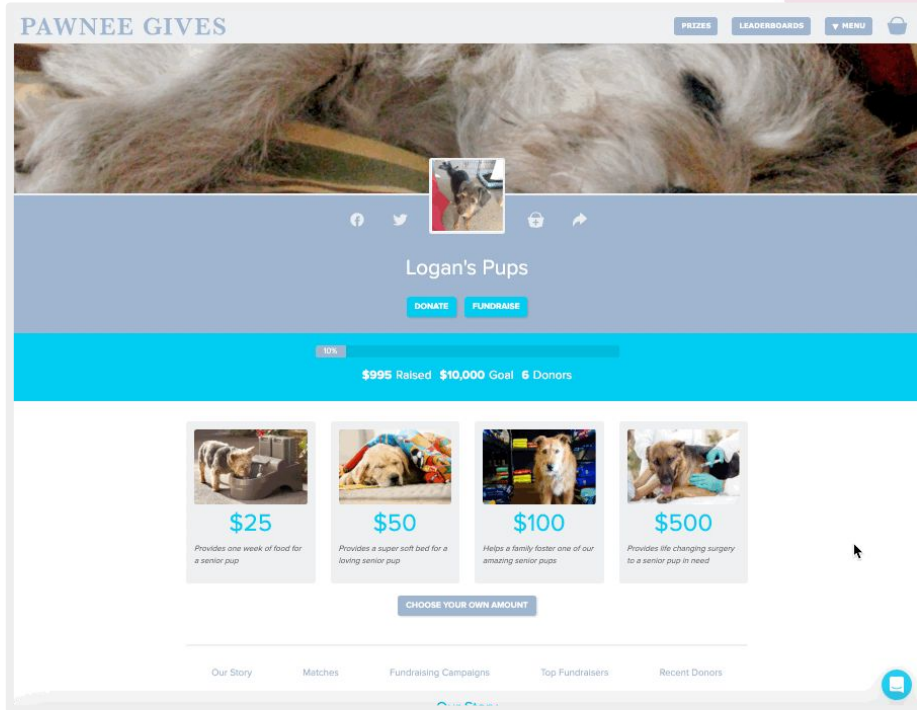 PAWNEE GIVES
PRIZES
LEADERBOARDS
▼ MENU
Logan's Pups
DONATE
FUNDRAISE
10%
$995 Raised $10,000 Goal 6 Donors
$25
Provides one week of food for
a senior pup
$50
Provides a super soft bed for a
loving senior pup
$100
Helps a family foster one of our
amazing senior pups
$500
Provides life changing surgery
to a senior pup in need
CHOOSE YOUR OWN AMOUNT
Our Story
Matches
Fundraising Campaigns
Top Fundraisers
Recent Donors
Our Story